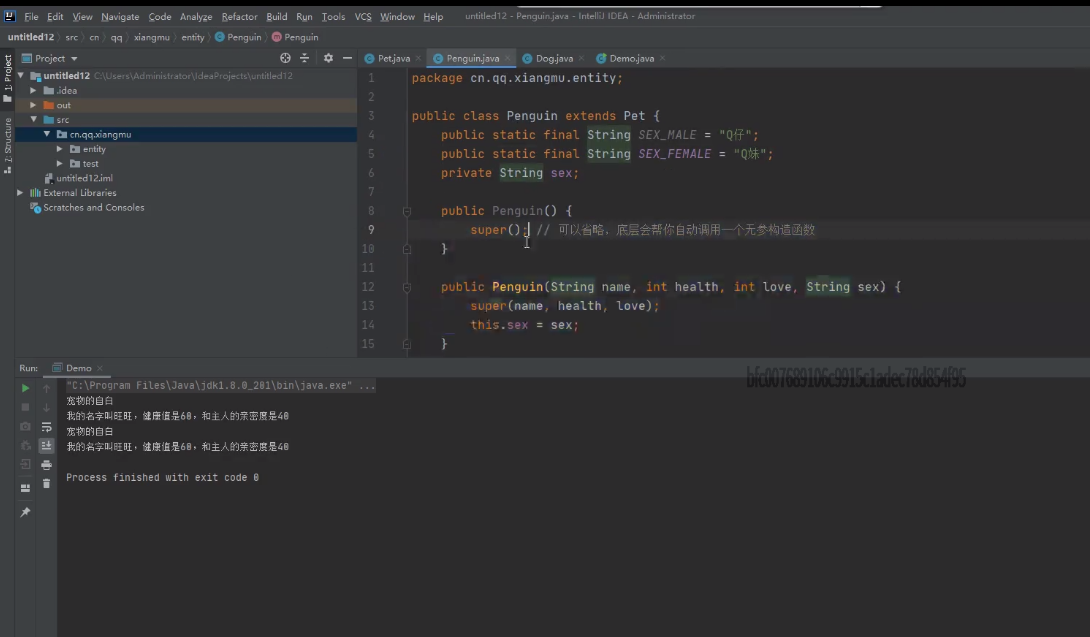 File Edit View Navigate Code Analyze Refactor Build Run Tools VCS Window Help untitled12 - Penguin.java - IntelliJ IDEA - Administrator
untitled12 src cn qq xiangmu entity Penguin Penguin
1: Project
Z: Structure
Project
untitled12 C:\Users\Administrator\IdeaProjects\untitled12
.idea
out
src
cn.qq.xiangmu
entity
test
untitled12.iml
External Libraries
Scratches and Consoles
Pet.java Penguin.java Dog.java Demo.java
1 package cn.qq.xiangmu.entity;
2
3 public class Penguin extends Pet {
4 public static final String SEX_MALE = "Q仔";
5 public static final String SEX_FEMALE = "Q妹";
6 private String sex;
7
8 public Penguin() {
9 super(); // 可以省略，底层会帮你自动调用一个无参构造函数
10 }
11
12 public Penguin(String name, int health, int love, String sex) {
13 super(name, health, love);
14 this.sex = sex;
15 }
Run: Demo
"C:\Program Files\Java\jdk1.8.0_201\bin\java.exe" ...
宠物的自白
我的名字叫旺旺，健康值是60，和主人的亲密度是40
宠物的自白
我的名字叫旺旺，健康值是60，和主人的亲密度是40
Process finished with exit code 0
bfc007689106c9915c1adec78d854f95